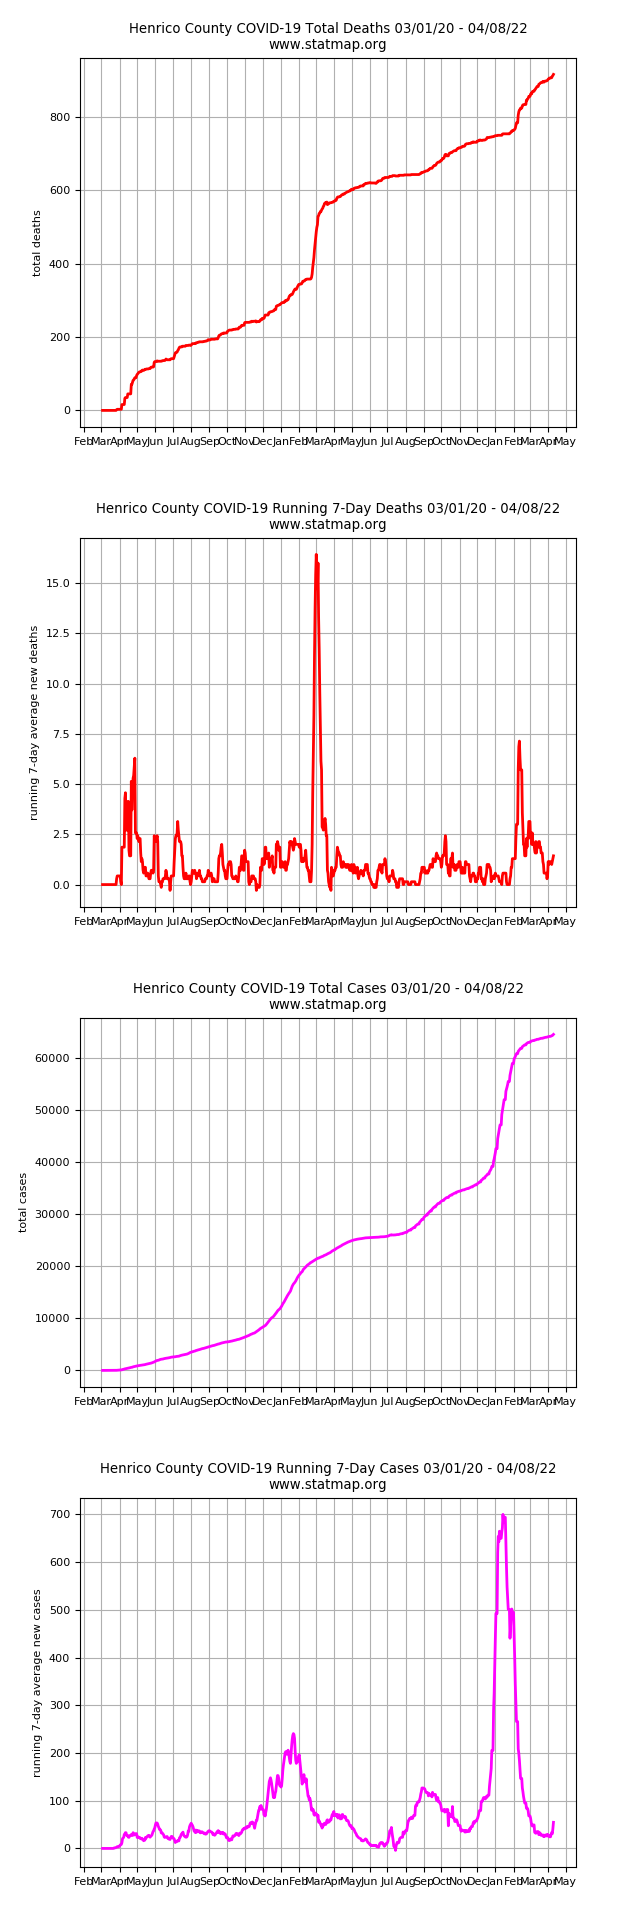 Henrico County COVID-19 Total Deaths 03/01/20 - 04/08/22
www.statmap.org
total deaths
800
600
400
200
0
Feb Mar Apr May Jun Jul Aug Sep Oct Nov Dec Jan Feb Mar Apr May Jun Jul Aug Sep Oct Nov Dec Jan Feb Mar Apr May
Henrico County COVID-19 Running 7-Day Deaths 03/01/20 - 04/08/22
www.statmap.org
running 7-day average new deaths
15.0
12.5
10.0
7.5
5.0
2.5
0.0
Feb Mar Apr May Jun Jul Aug Sep Oct Nov Dec Jan Feb Mar Apr May Jun Jul Aug Sep Oct Nov Dec Jan Feb Mar Apr May
Henrico County COVID-19 Total Cases 03/01/20 - 04/08/22
www.statmap.org
total cases
60000
50000
40000
30000
20000
10000
0
Feb Mar Apr May Jun Jul Aug Sep Oct Nov Dec Jan Feb Mar Apr May Jun Jul Aug Sep Oct Nov Dec Jan Feb Mar Apr May
Henrico County COVID-19 Running 7-Day Cases 03/01/20 - 04/08/22
www.statmap.org
running 7-day average new cases
700
600
500
400
300
200
100
0
Feb Mar Apr May Jun Jul Aug Sep Oct Nov Dec Jan Feb Mar Apr May Jun Jul Aug Sep Oct Nov Dec Jan Feb Mar Apr May